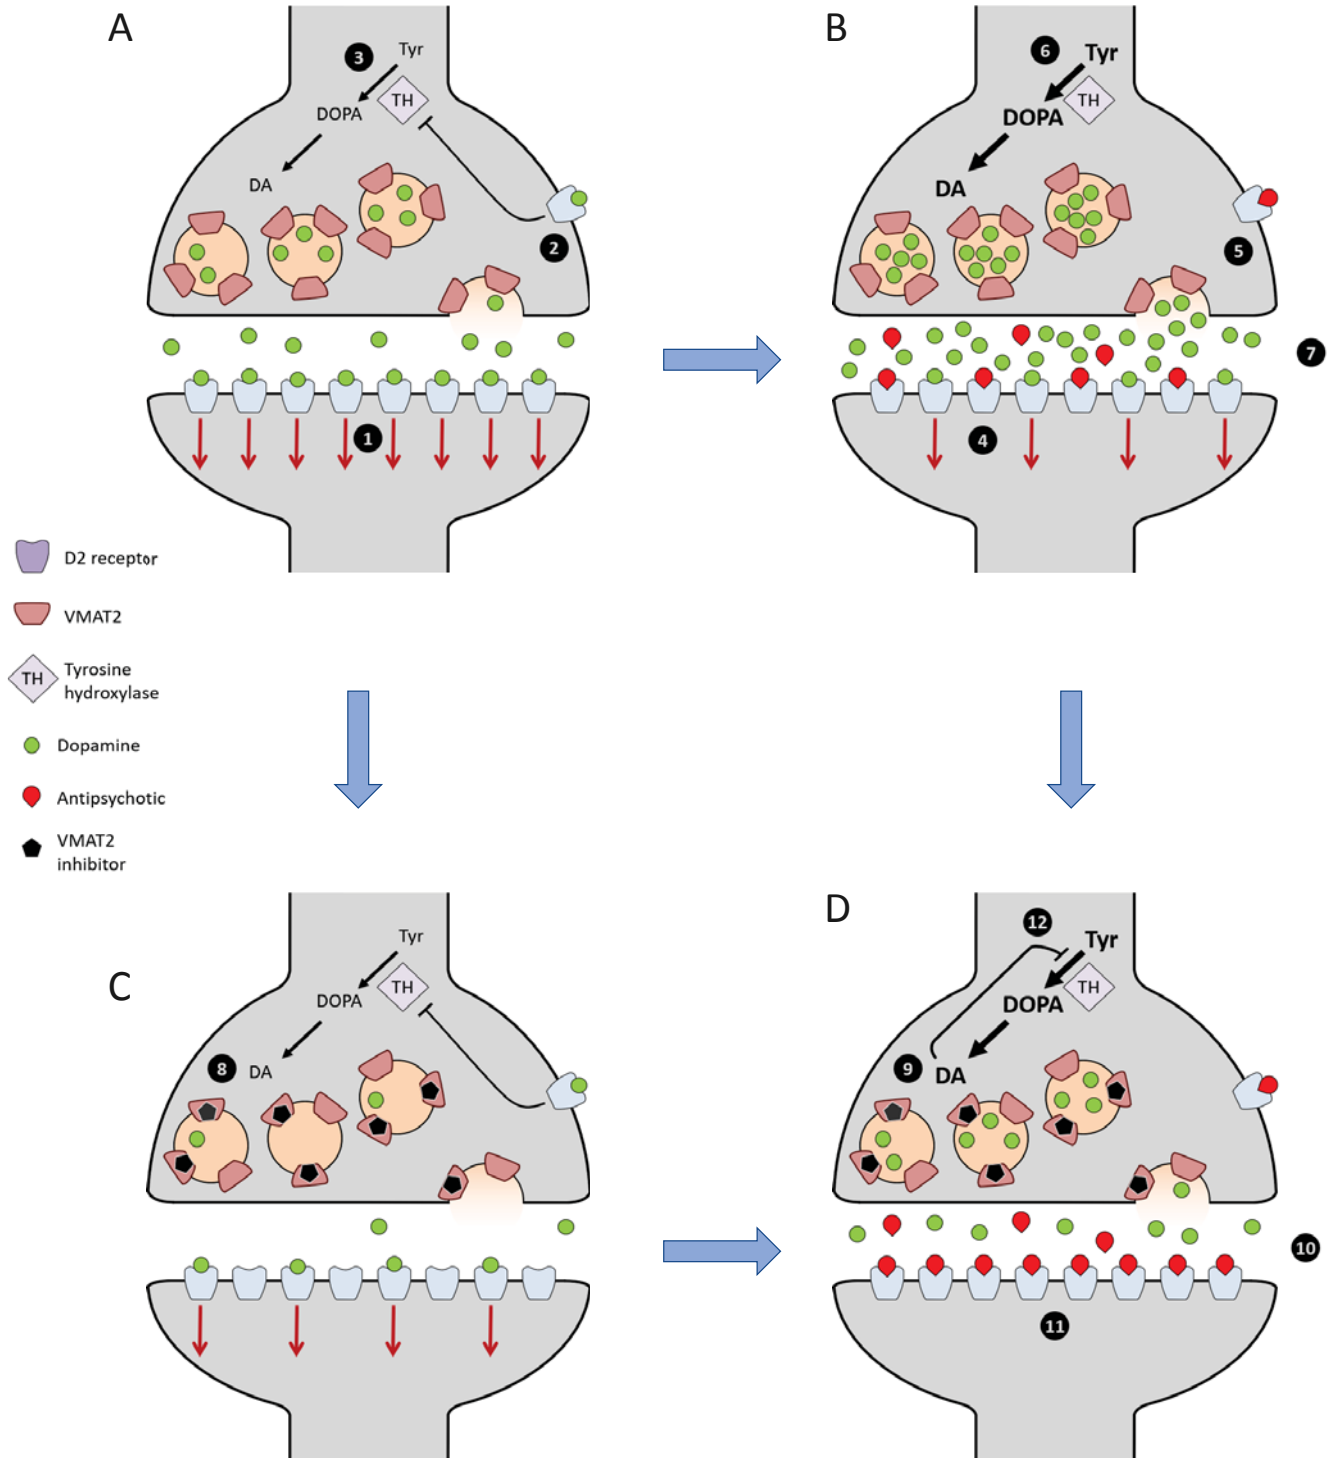 A
3
Tyr
TH
DOPA
DA
2
1
B
6
Tyr
TH
DOPA
DA
5
7
4
D2 receptor
VMAT2
TH
Tyrosine
hydroxylase
Dopamine
Antipsychotic
VMAT2
inhibitor
C
Tyr
TH
DOPA
8
DA
D
12
Tyr
TH
DOPA
9
DA
10
11